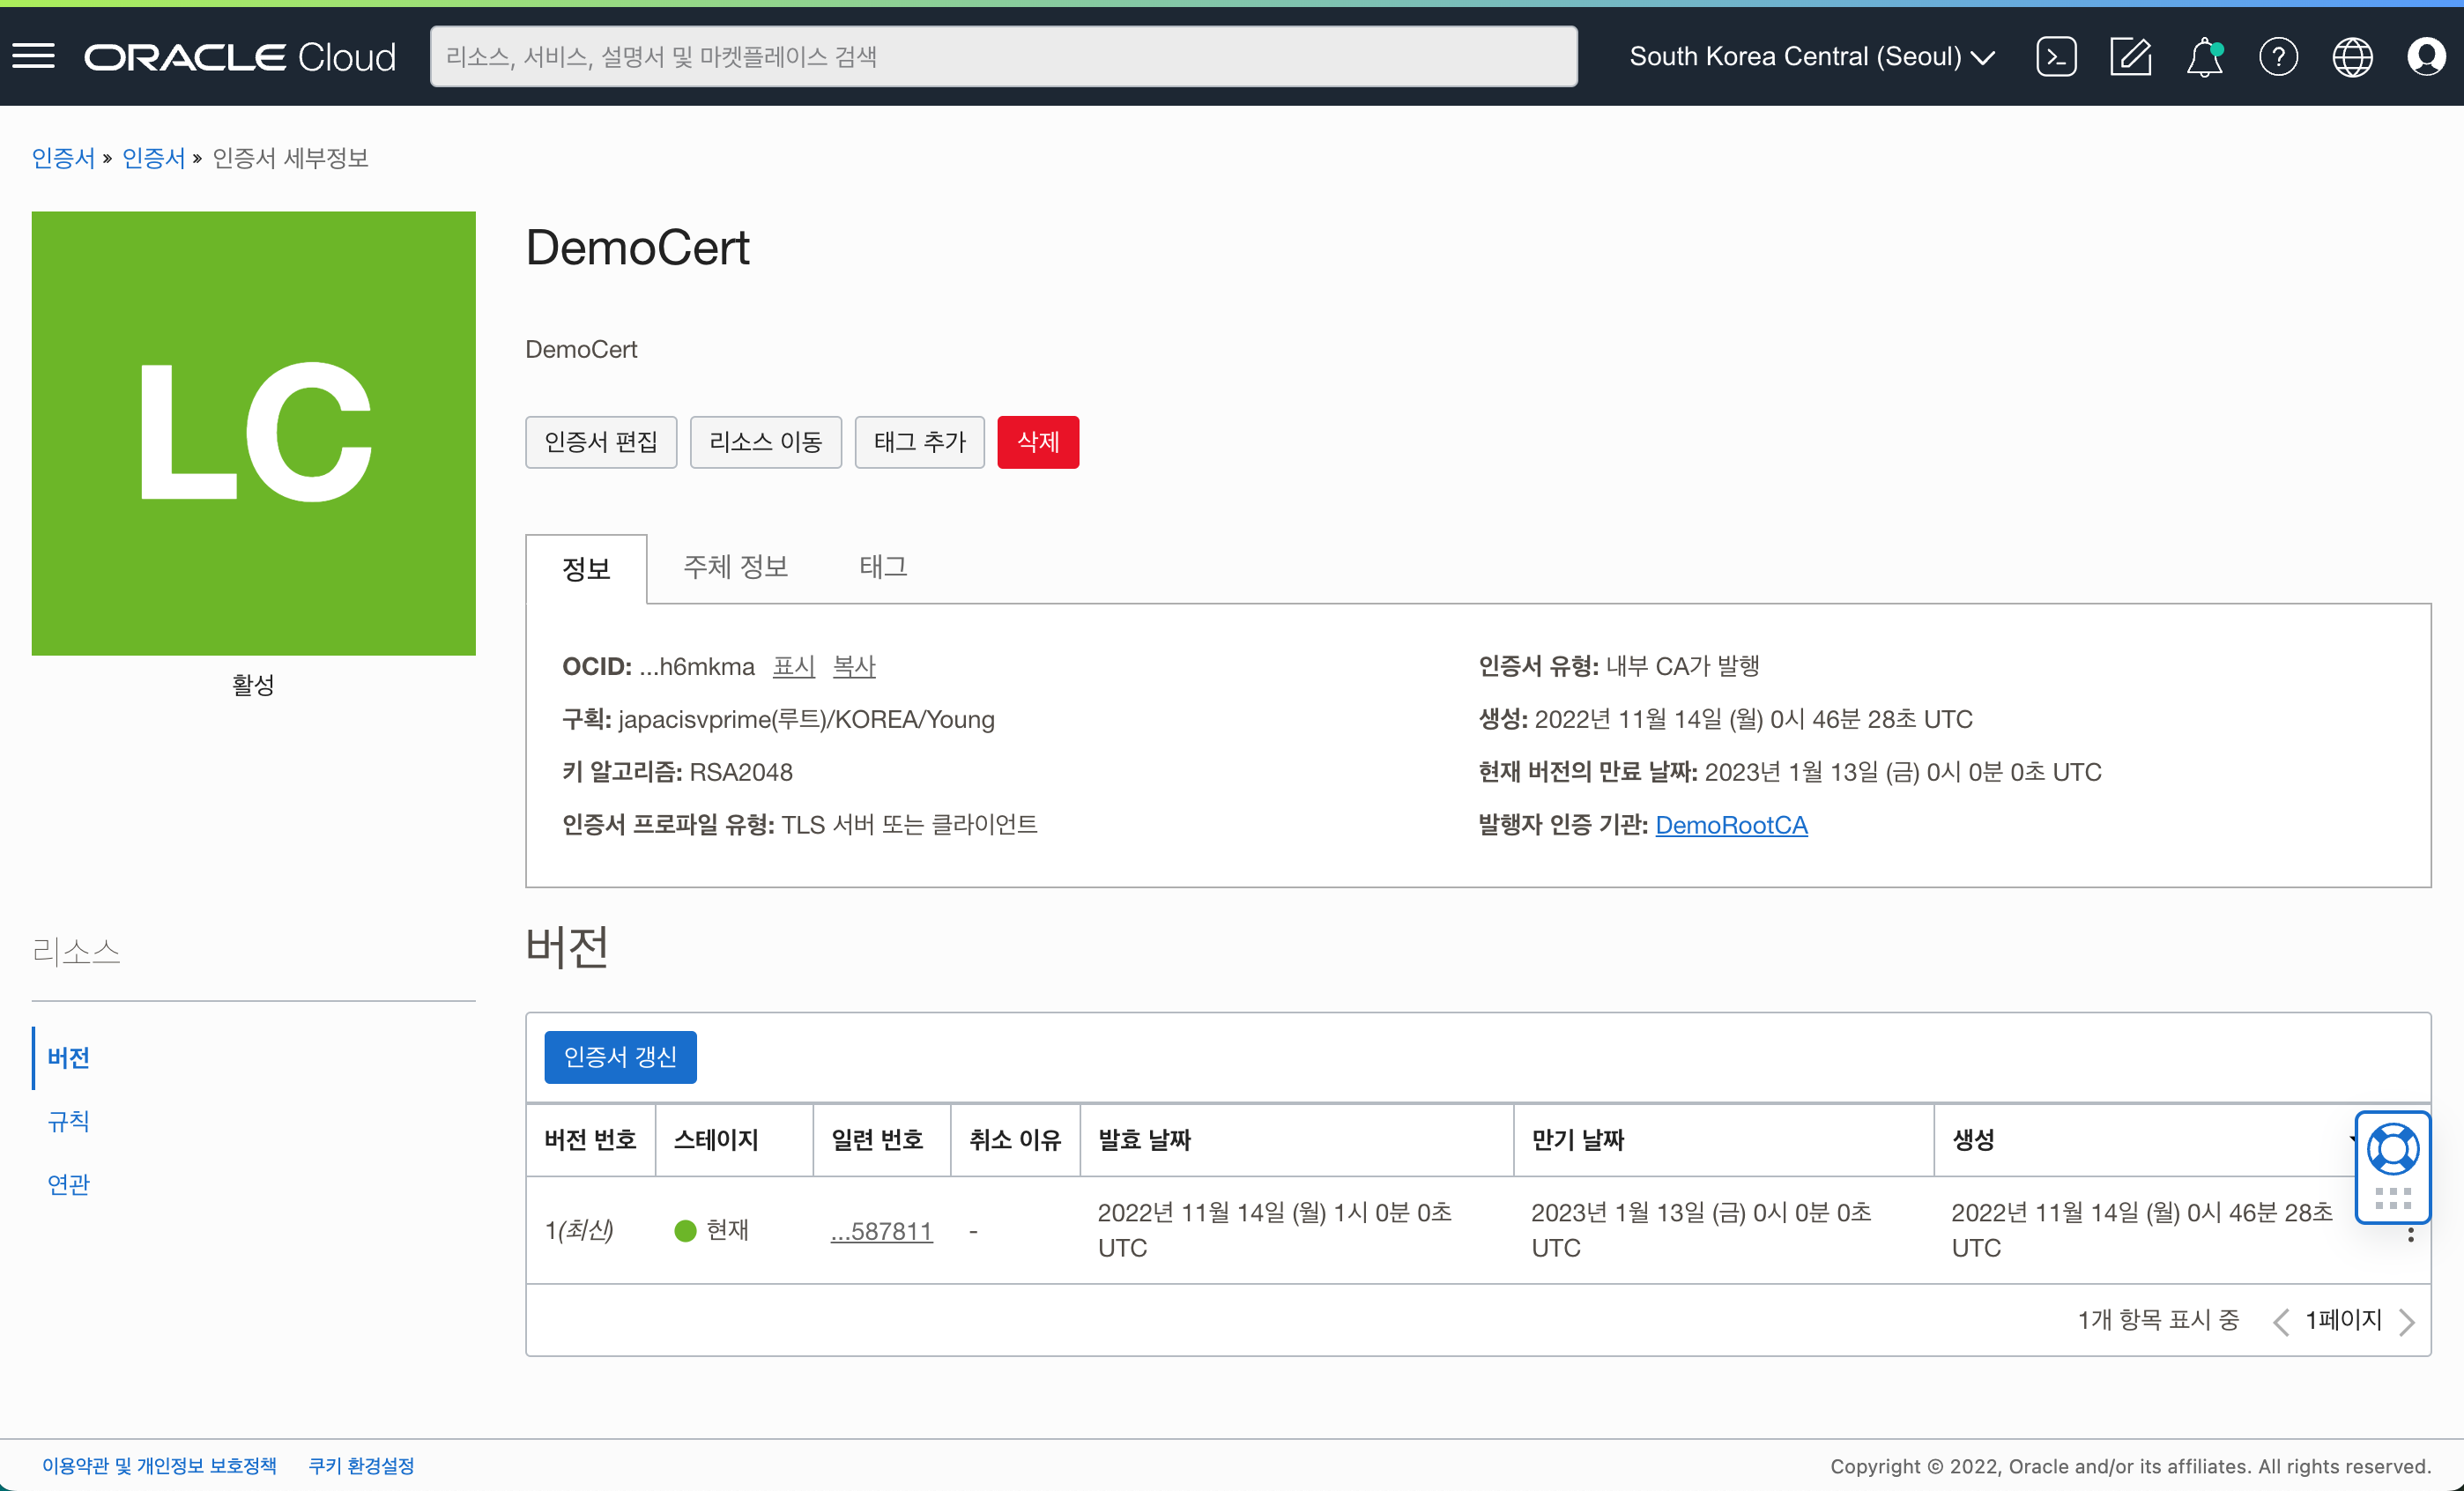 ORACLE Cloud
리소스, 서비스, 설명서 및 마켓플레이스 검색
South Korea Central (Seoul)
인증서 » 인증서 » 인증서 세부정보
LC
활성
DemoCert
DemoCert
인증서 편집 리소스 이동 태그 추가 삭제
정보 주체 정보 태그
OCID: ...h6mkma 표시 복사
구획: japacisvprime(루트)/KOREA/Young
키 알고리즘: RSA2048
인증서 프로파일 유형: TLS 서버 또는 클라이언트
인증서 유형: 내부 CA가 발행
생성: 2022년 11월 14일 (월) 0시 46분 28초 UTC
현재 버전의 만료 날짜: 2023년 1월 13일 (금) 0시 0분 0초 UTC
발행자 인증 기관: DemoRootCA
리소스
버전
규칙
연관
버전
인증서 갱신
버전 번호 스테이지 일련 번호 취소 이유 발효 날짜 만기 날짜 생성
1(최신) 현재 ...587811 - 2022년 11월 14일 (월) 1시 0분 0초 UTC 2023년 1월 13일 (금) 0시 0분 0초 UTC 2022년 11월 14일 (월) 0시 46분 28초 UTC
1개 항목 표시 중 1페이지
이용약관 및 개인정보 보호정책 쿠키 환경설정
Copyright © 2022, Oracle and/or its affiliates. All rights reserved.